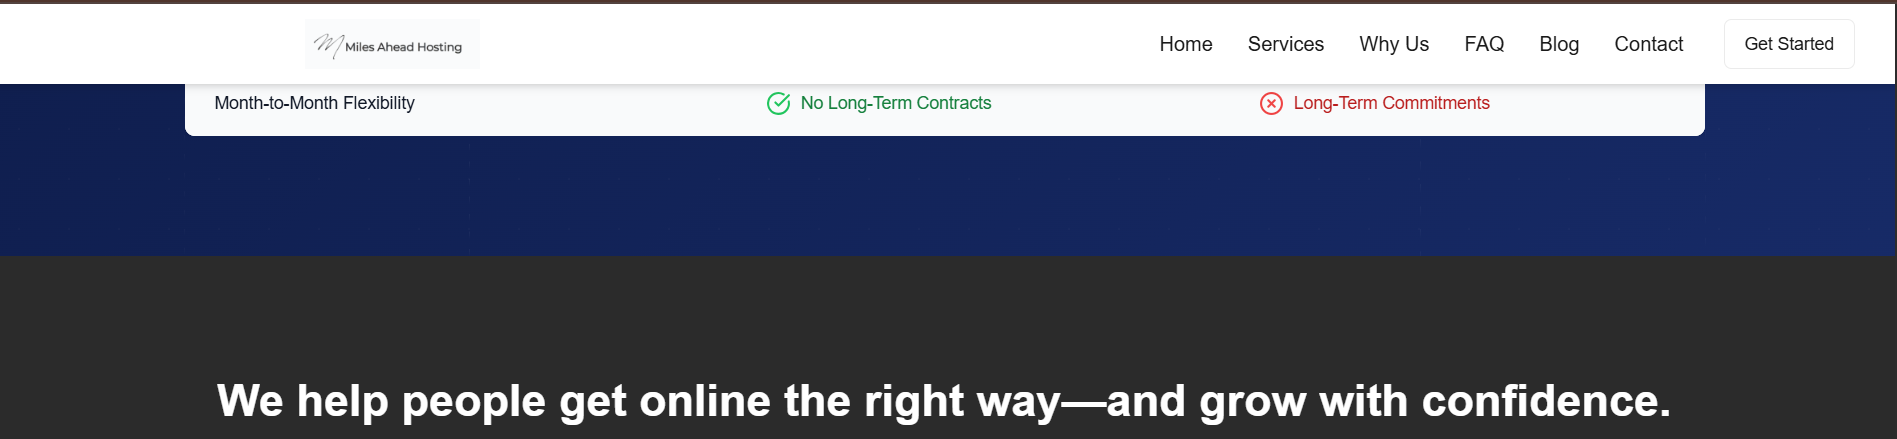 Miles Ahead Hosting
Home Services Why Us FAQ Blog Contact Get Started
Month-to-Month Flexibility No Long-Term Contracts Long-Term Commitments
We help people get online the right way—and grow with confidence.